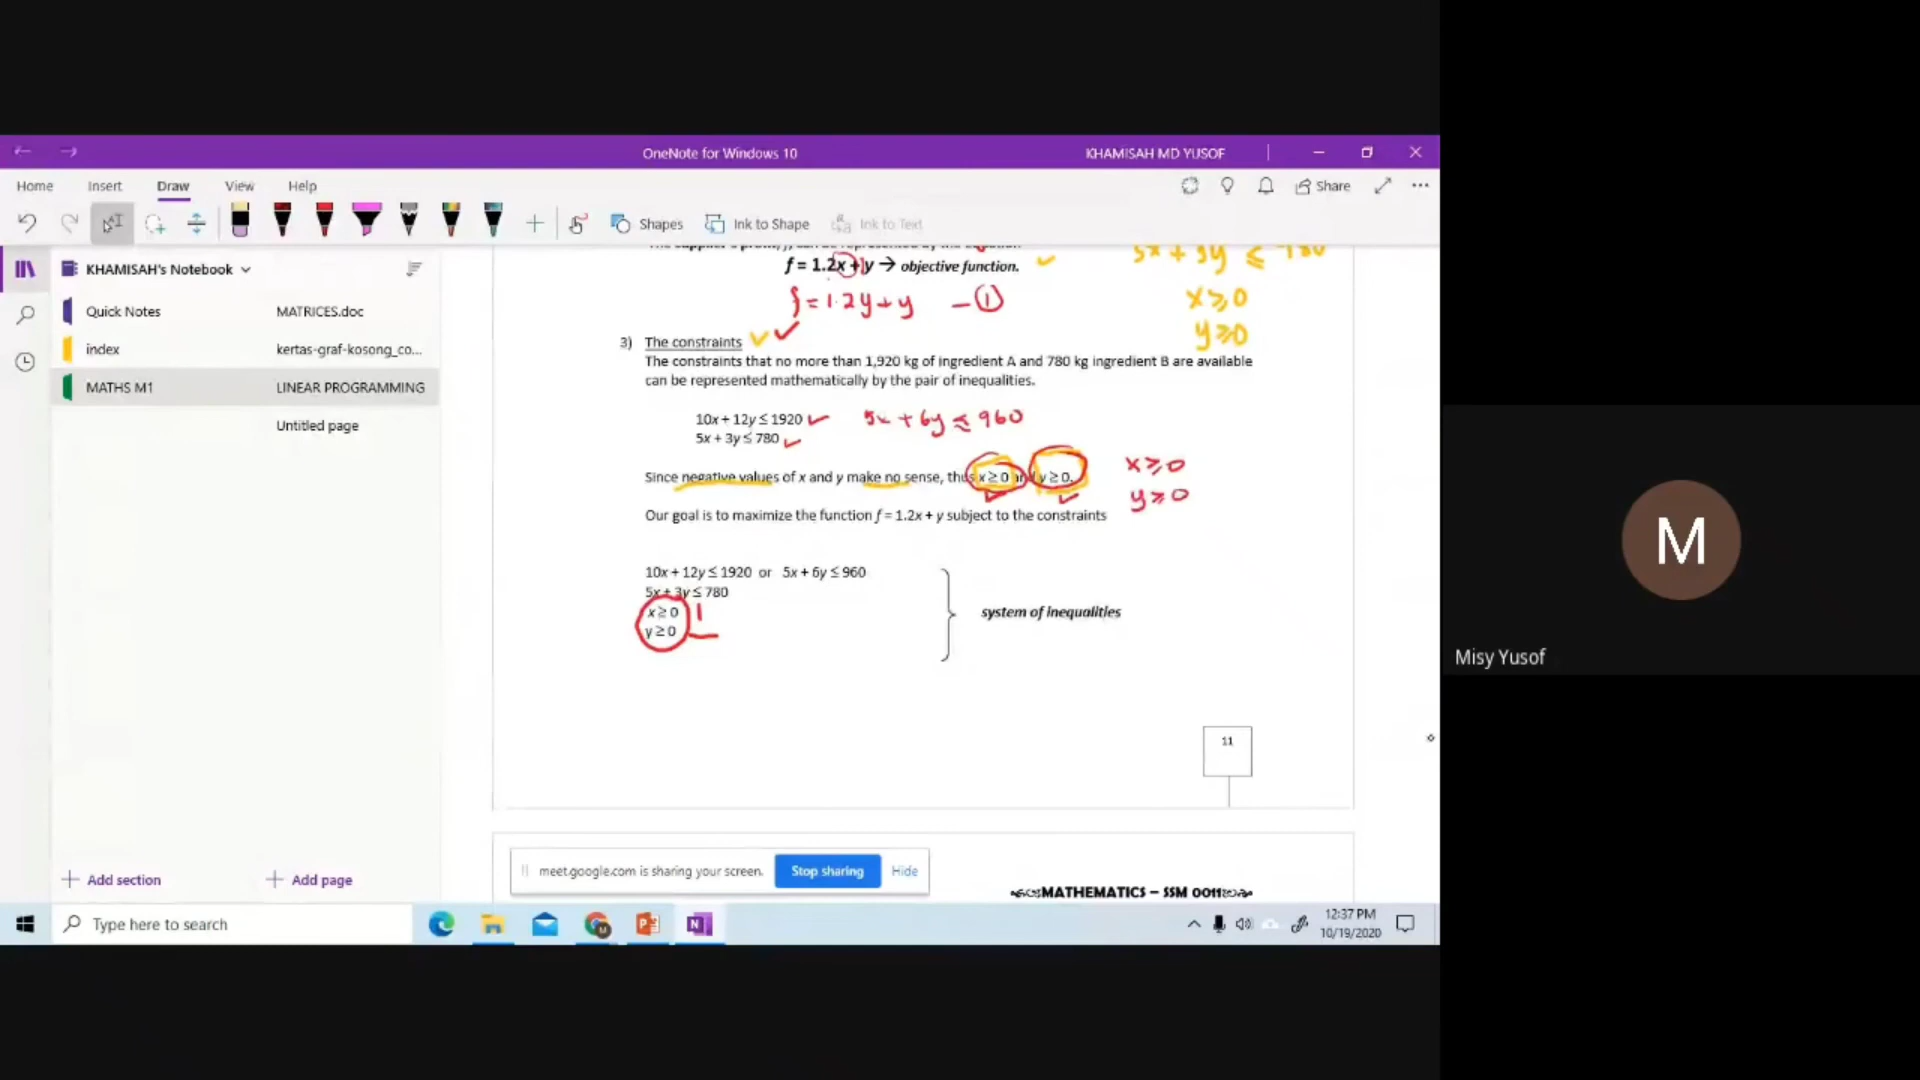 OneNote for Windows 10
KHAMISAH MD YUSOF
Home Insert Draw View Help
Share
Shapes Ink to Shape Ink to Text
KHAMISAH's Notebook
Quick Notes
index
MATHS M1
MATRICES.doc
kertas-graf-kosong_co...
LINEAR PROGRAMMING
Untitled page
Add section
Add page
5x + 3y ≤ 780
f = 1.2x + y → objective function.
f = 1.2y + y — ①
x ≥ 0
y ≥ 0
3) The constraints
The constraints that no more than 1,920 kg of ingredient A and 780 kg ingredient B are available
can be represented mathematically by the pair of inequalities.
10x + 12y ≤ 1920
5x + 6y ≤ 960
5x + 3y ≤ 780
Since negative values of x and y make no sense, thus x ≥ 0 and y ≥ 0.
x ≥ 0
y ≥ 0
Our goal is to maximize the function f = 1.2x + y subject to the constraints
10x + 12y ≤ 1920 or 5x + 6y ≤ 960
5x + 3y ≤ 780
x ≥ 0
y ≥ 0
system of inequalities
11
meet.google.com is sharing your screen.
Stop sharing
Hide
MATHEMATICS – SSM 0011
Type here to search
12:37 PM
10/19/2020
M
Misy Yusof